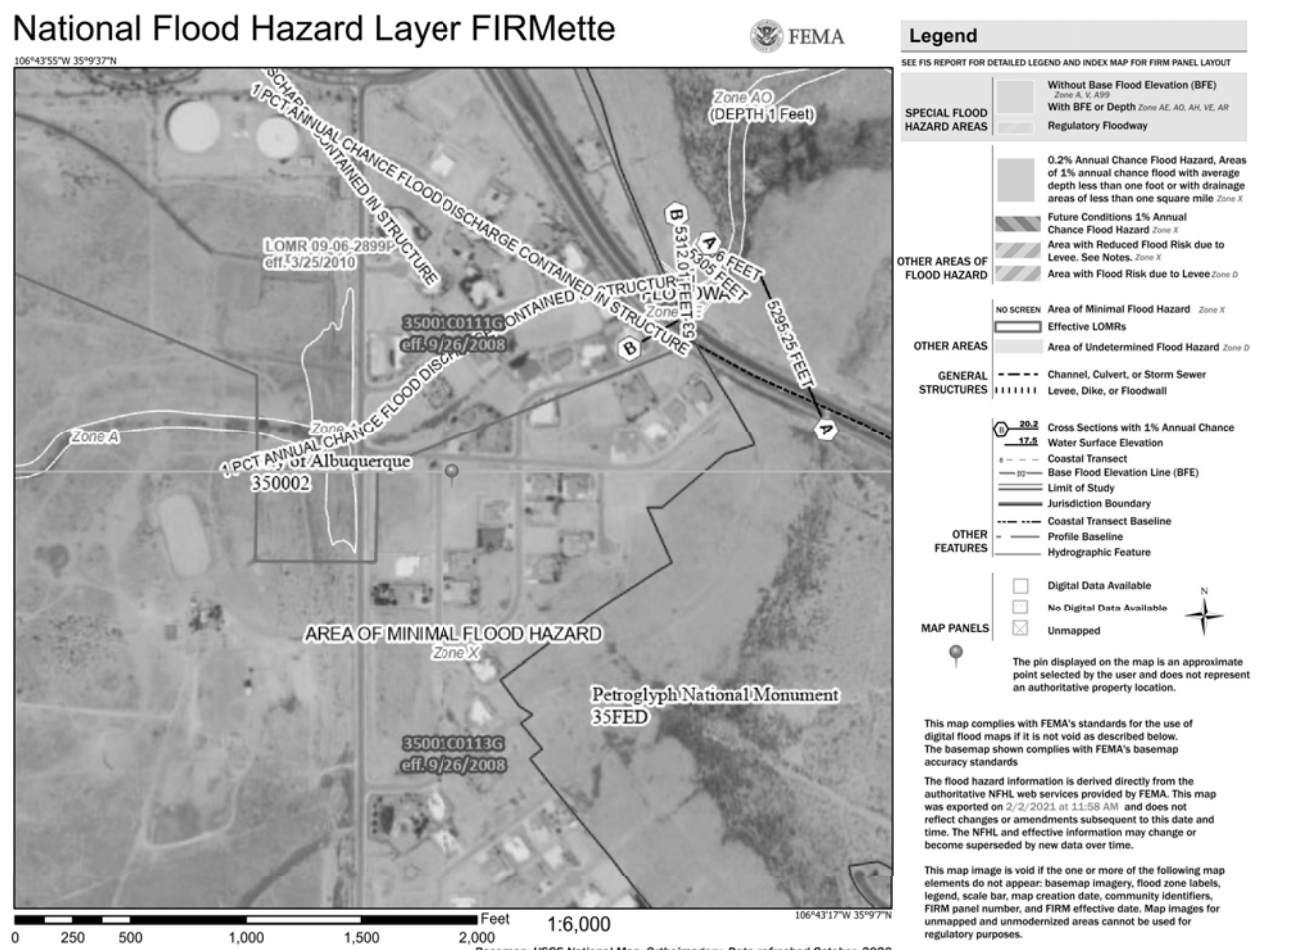 National Flood Hazard Layer FIRMette
FEMA
Legend
106°43'55"W 35°9'37"N
SEE FIS REPORT FOR DETAILED LEGEND AND INDEX MAP FOR FIRM PANEL LAYOUT
SPECIAL FLOOD
HAZARD AREAS
Without Base Flood Elevation (BFE)
Zone A, V, A99
With BFE or Depth Zone AE, AO, AH, VE, AR
Regulatory Floodway
0.2% Annual Chance Flood Hazard, Areas
of 1% annual chance flood with average
depth less than one foot or with drainage
areas of less than one square mile Zone X
Future Conditions 1% Annual
Chance Flood Hazard Zone X
Area with Reduced Flood Risk due to
Levee. See Notes. Zone X
Area with Flood Risk due to Levee Zone D
OTHER AREAS OF
FLOOD HAZARD
NO SCREEN Area of Minimal Flood Hazard Zone X
Effective LOMRs
Area of Undetermined Flood Hazard Zone D
OTHER AREAS
GENERAL
STRUCTURES
Channel, Culvert, or Storm Sewer
Levee, Dike, or Floodwall
B 20.2 Cross Sections with 1% Annual Chance
17.5 Water Surface Elevation
8 Coastal Transect
513 Base Flood Elevation Line (BFE)
Limit of Study
Jurisdiction Boundary
Coastal Transect Baseline
Profile Baseline
Hydrographic Feature
OTHER
FEATURES
Digital Data Available
No Digital Data Available
Unmapped
MAP PANELS
N
The pin displayed on the map is an approximate
point selected by the user and does not represent
an authoritative property location.
This map complies with FEMA's standards for the use of
digital flood maps if it is not void as described below.
The basemap shown complies with FEMA's basemap
accuracy standards
The flood hazard information is derived directly from the
authoritative NFHL web services provided by FEMA. This map
was exported on 2/2/2021 at 11:58 AM and does not
reflect changes or amendments subsequent to this date and
time. The NFHL and effective information may change or
become superseded by new data over time.
This map image is void if the one or more of the following map
elements do not appear: basemap imagery, flood zone labels,
legend, scale bar, map creation date, community identifiers,
FIRM panel number, and FIRM effective date. Map images for
unmapped and unmodernized areas cannot be used for
regulatory purposes.
Zone AO
(DEPTH 1 Feet)
1 PCT ANNUAL CHANCE FLOOD DISCHARGE CONTAINED IN STRUCTURE
CONTAINED IN STRUCTURE
LOMR 09-06-2899P
eff. 3/25/2010
B
5312.01 FEET
A
5305 FEET
6 FEET
5295.25 FEET
Zone
B
A
35001C0111G
eff. 9/26/2008
1 PCT ANNUAL CHANCE FLOOD DISCHARGE CONTAINED IN STRUCTURE
Zone A
Zone
of Albuquerque
350002
AREA OF MINIMAL FLOOD HAZARD
Zone X
Petroglyph National Monument
35FED
35001C0113G
eff. 9/26/2008
106°43'17"W 35°9'7"N
Feet
1:6,000
0 250 500 1,000 1,500 2,000
Basemap: USGS National Map: Orthoimagery: Data refreshed October, 2020